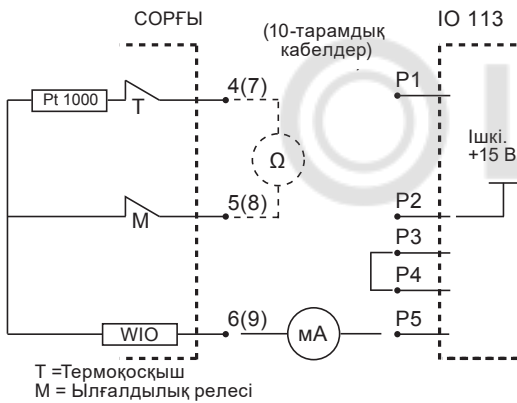 СОРҒЫ
(10-тарамдық
кабелдер)
IO 113
Pt 1000
T
4(7)
P1
Ω
Ішкі.
+15 В
M
5(8)
P2
P3
P4
WIO
6(9)
мА
P5
T =Термоқосқыш
M = Ылғалдылық релесі